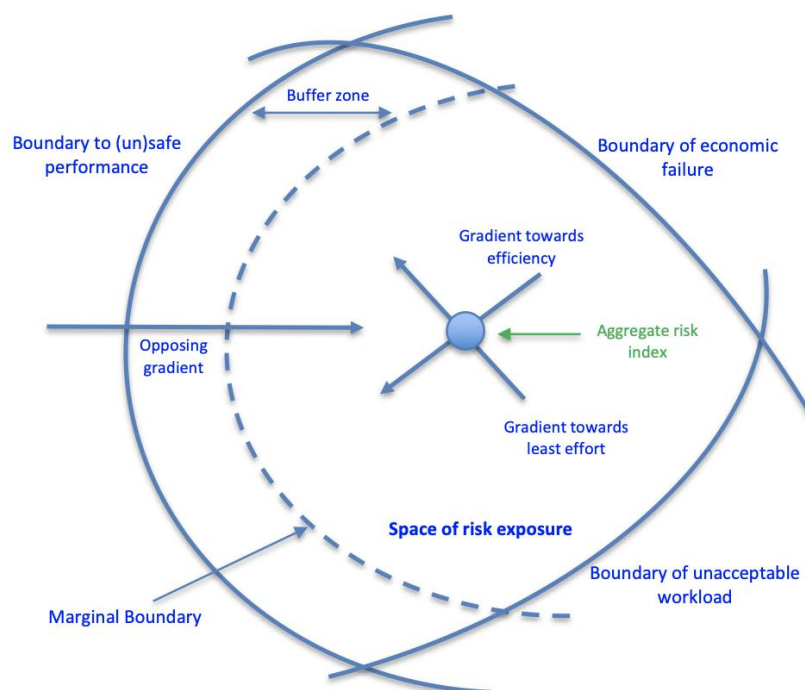 Buffer zone
Boundary to (un)safe
performance
Boundary of economic
failure
Gradient towards
efficiency
Opposing
gradient
Aggregate risk
index
Gradient towards
least effort
Space of risk exposure
Boundary of unacceptable
workload
Marginal Boundary